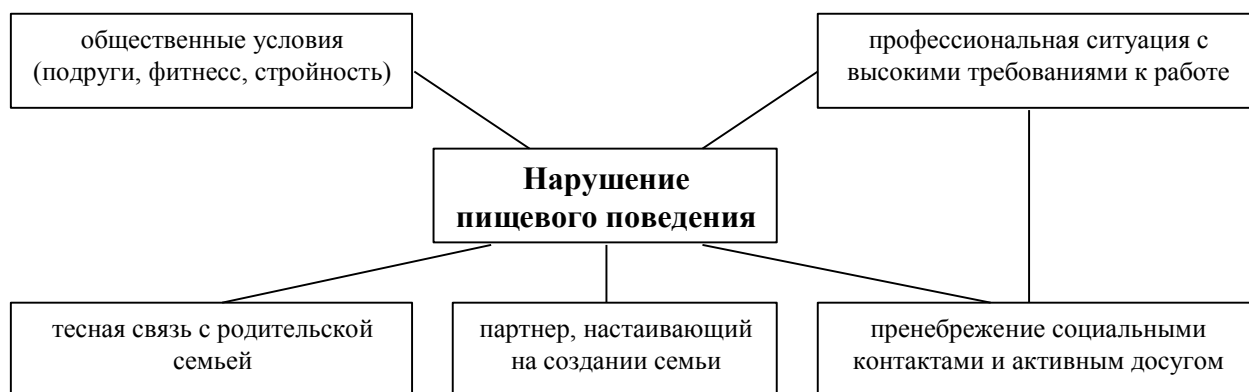 общественные условия
(подруги, фитнесс, стройность)
профессиональная ситуация с
высокими требованиями к работе
Нарушение
пищевого поведения
тесная связь с родительской
семьей
партнер, настаивающий
на создании семьи
пренебрежение социальными
контактами и активным досугом